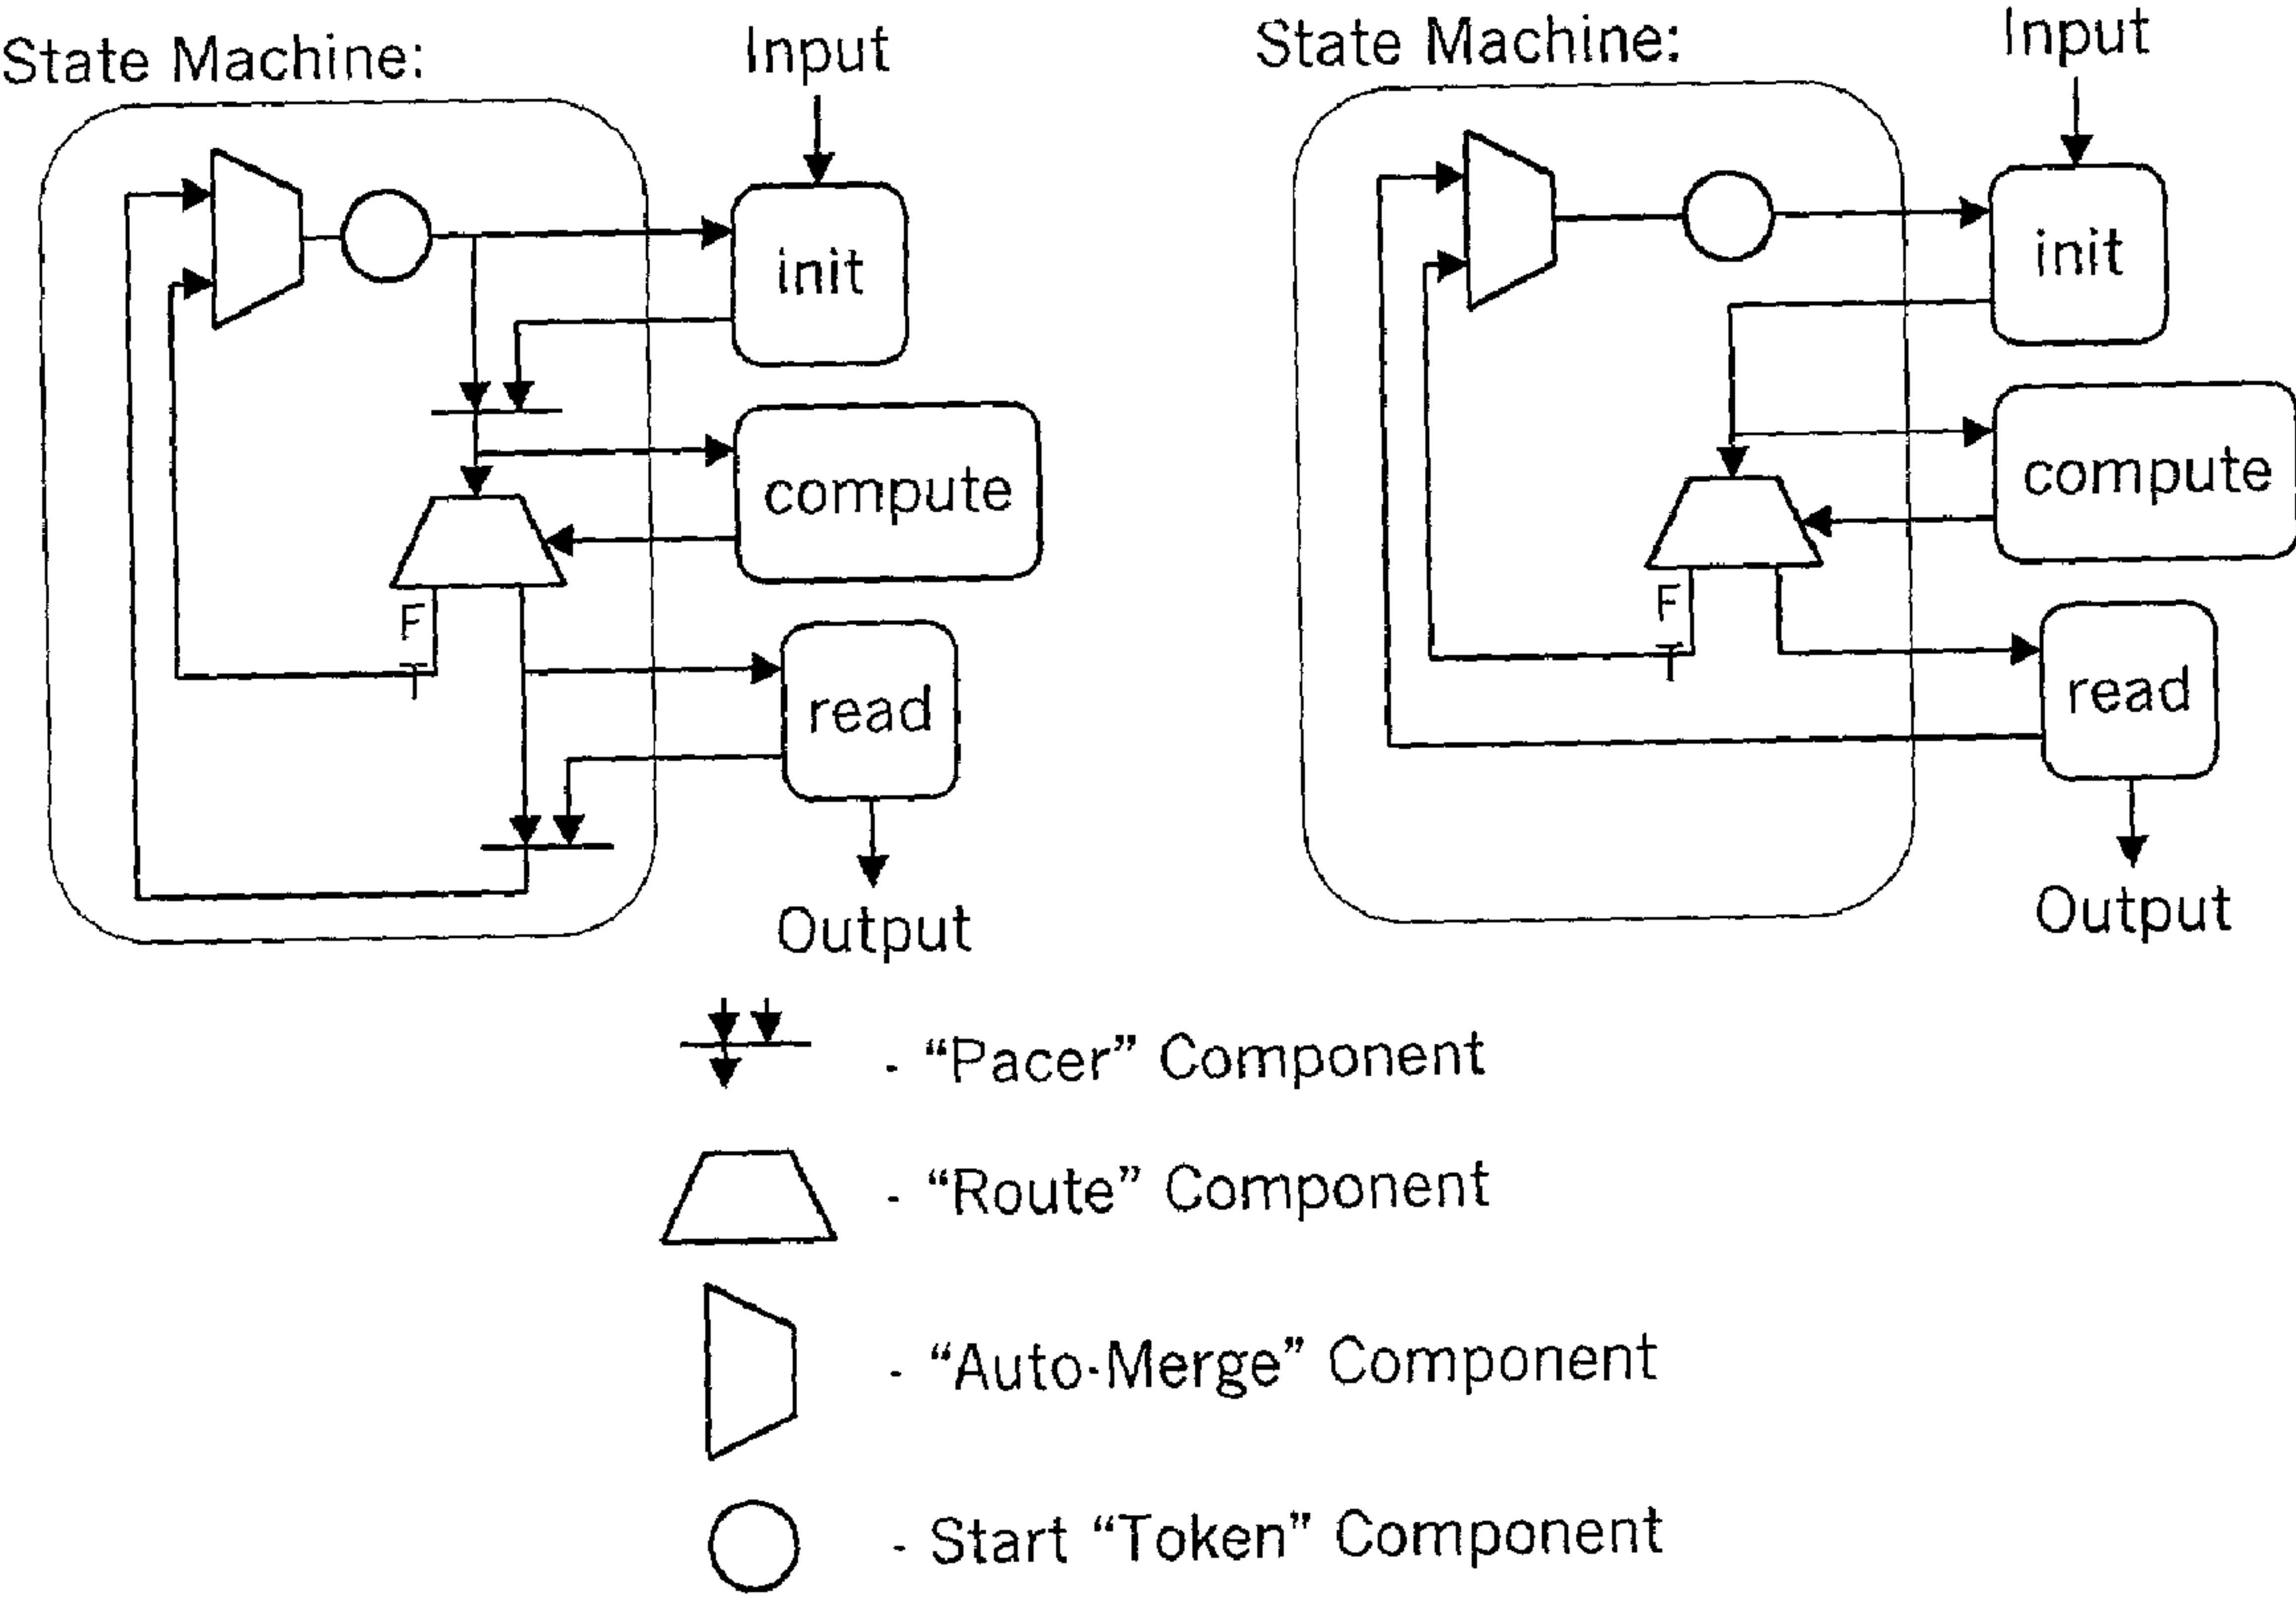 State Machine:
Input
init
compute
F
T
read
Output
State Machine:
Input
init
compute
F
T
read
Output
- “Pacer” Component
- “Route” Component
- “Auto-Merge” Component
- Start “Token” Component